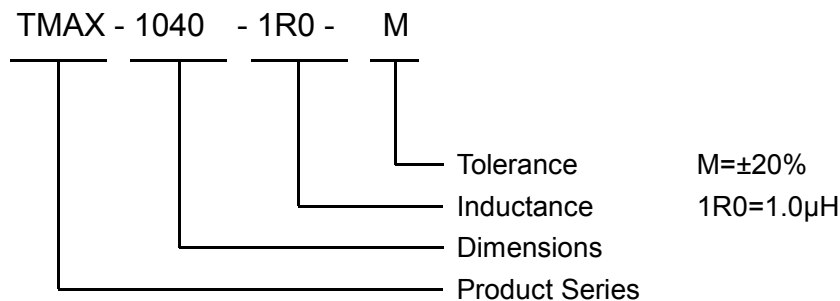 TMAX - 1040 - 1R0 - M
Tolerance M=±20%
Inductance 1R0=1.0µH
Dimensions
Product Series